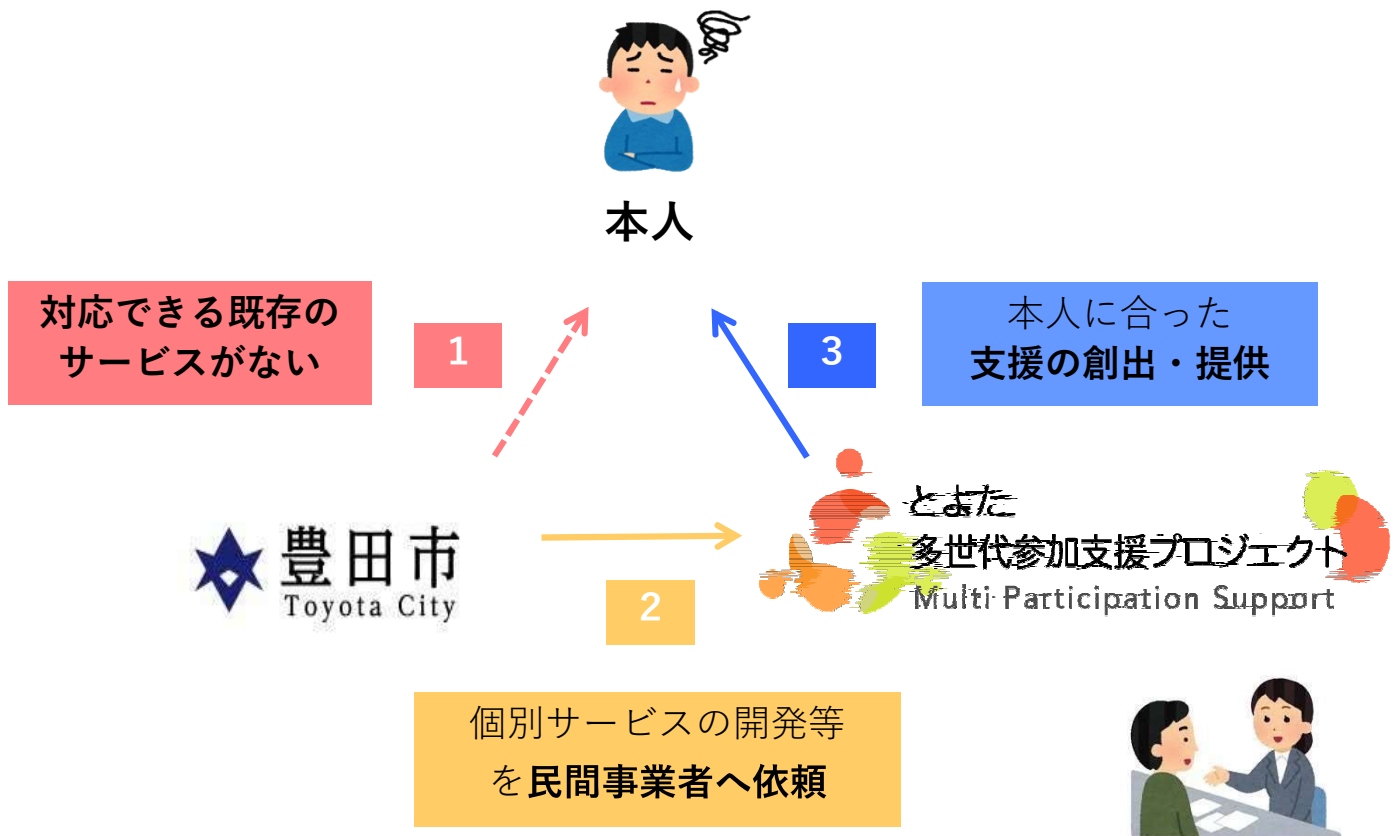 本人
対応できる既存の
サービスがない
1
3
本人に合った
支援の創出・提供
豊田市
Toyota City
2
とよた
多世代参加支援プロジェクト
Multi Participation Support
個別サービスの開発等
を民間事業者へ依頼